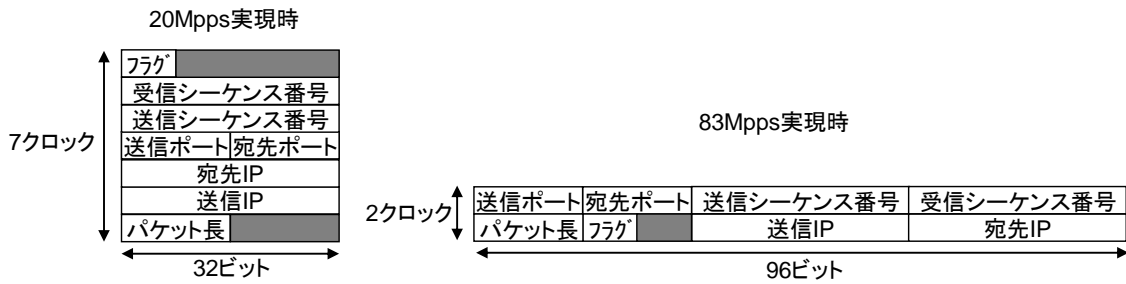 20Mpps実現時
7クロック
フラグ
受信シーケンス番号
送信シーケンス番号
送信ポート 宛先ポート
宛先IP
送信IP
パケット長
32ビット
83Mpps実現時
2クロック
送信ポート 宛先ポート 送信シーケンス番号 受信シーケンス番号
パケット長 フラグ 送信IP 宛先IP
96ビット